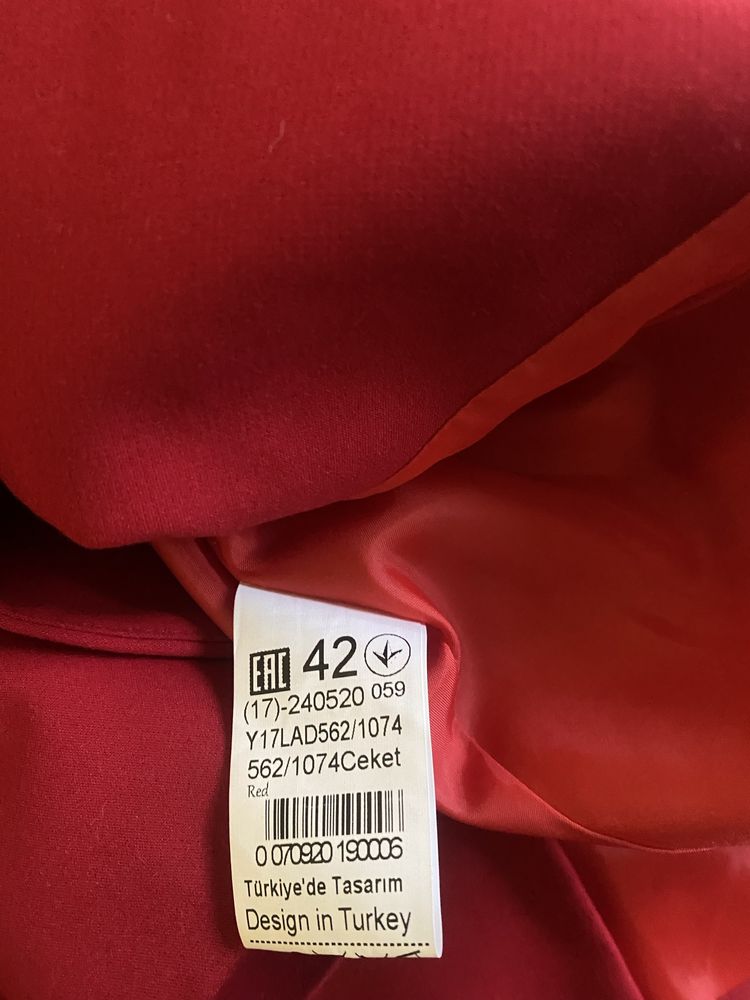 EAC 42
(17)-240520 059
Y17LAD562/1074
562/1074Ceket
Red
0 070920 190006
Türkiye'de Tasarım
Design in Turkey